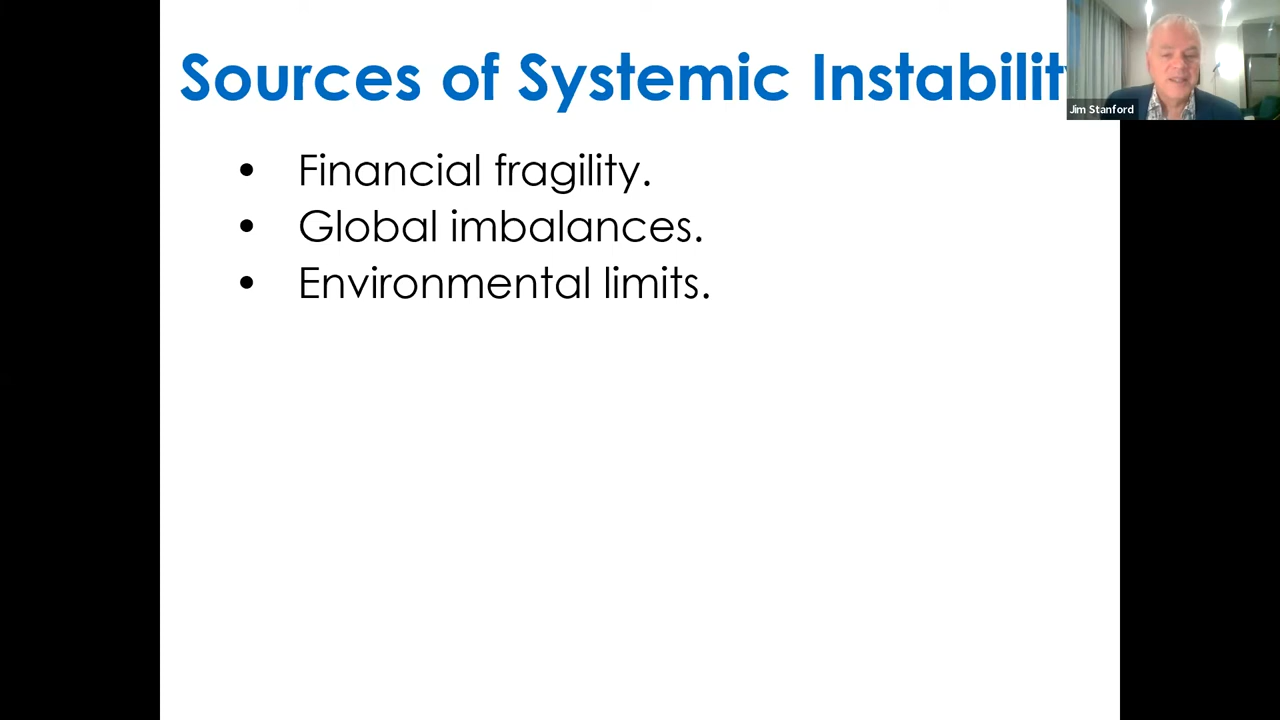 Sources of Systemic Instabilit
Jim Stanford
• Financial fragility.
• Global imbalances.
• Environmental limits.